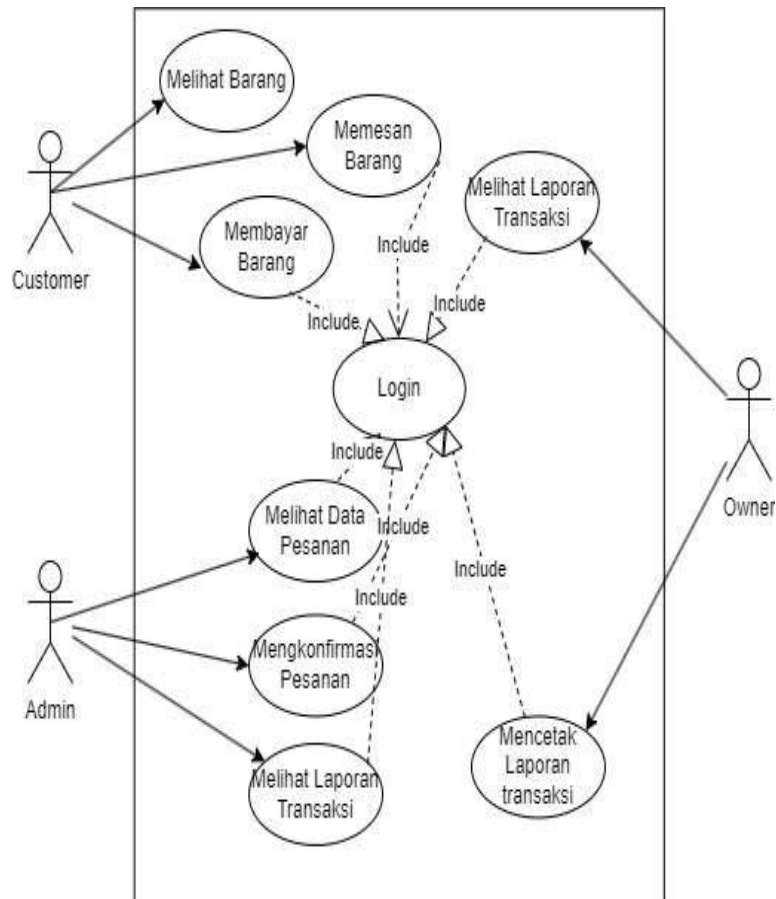 Melihat Barang
Memesan
Barang
Melihat Laporan
Transaksi
Membayar
Barang
Customer
Include
Include
Include
Login
Include
Melihat Data
Pesanan
Include
Include
Include
Owner
Mengkonfirmasi
Pesanan
Admin
Melihat Laporan
Transaksi
Mencetak
Laporan
transaksi